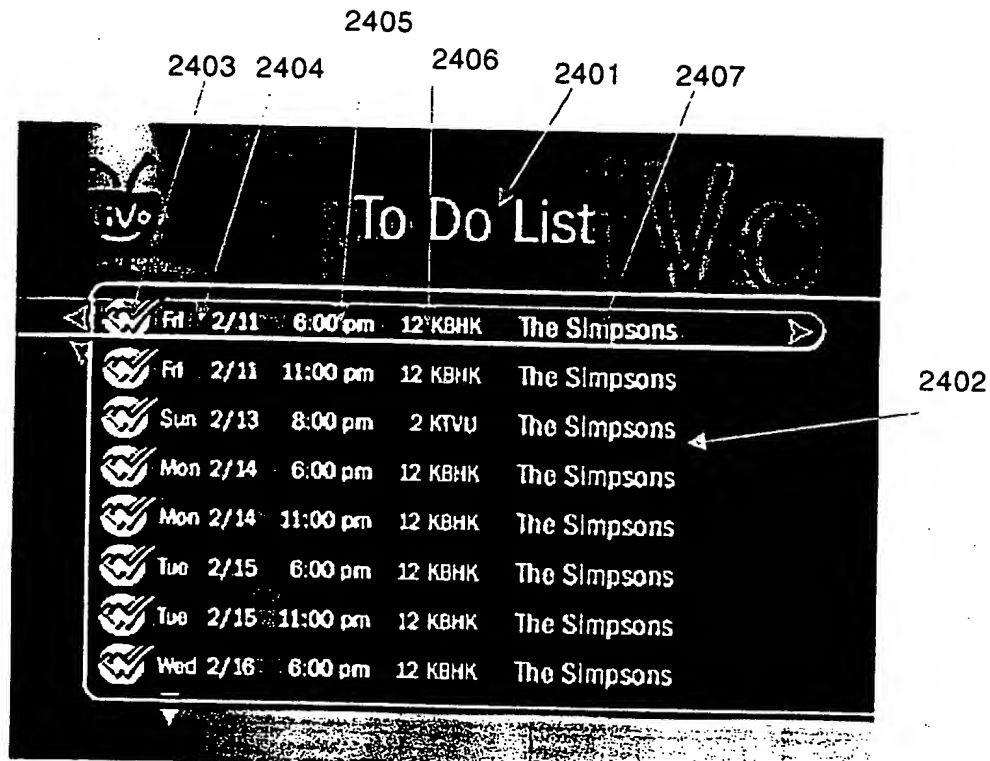 2405
2403 2404 2406 2401 2407
TiVo
To Do List
Fri 2/11 6:00 pm 12 KBHK The Simpsons
Fri 2/11 11:00 pm 12 KBHK The Simpsons
2402
Sun 2/13 8:00 pm 2 KTVU The Simpsons
Mon 2/14 6:00 pm 12 KBHK The Simpsons
Mon 2/14 11:00 pm 12 KBHK The Simpsons
Tue 2/15 6:00 pm 12 KBHK The Simpsons
Tue 2/15 11:00 pm 12 KBHK The Simpsons
Wed 2/16 6:00 pm 12 KBHK The Simpsons